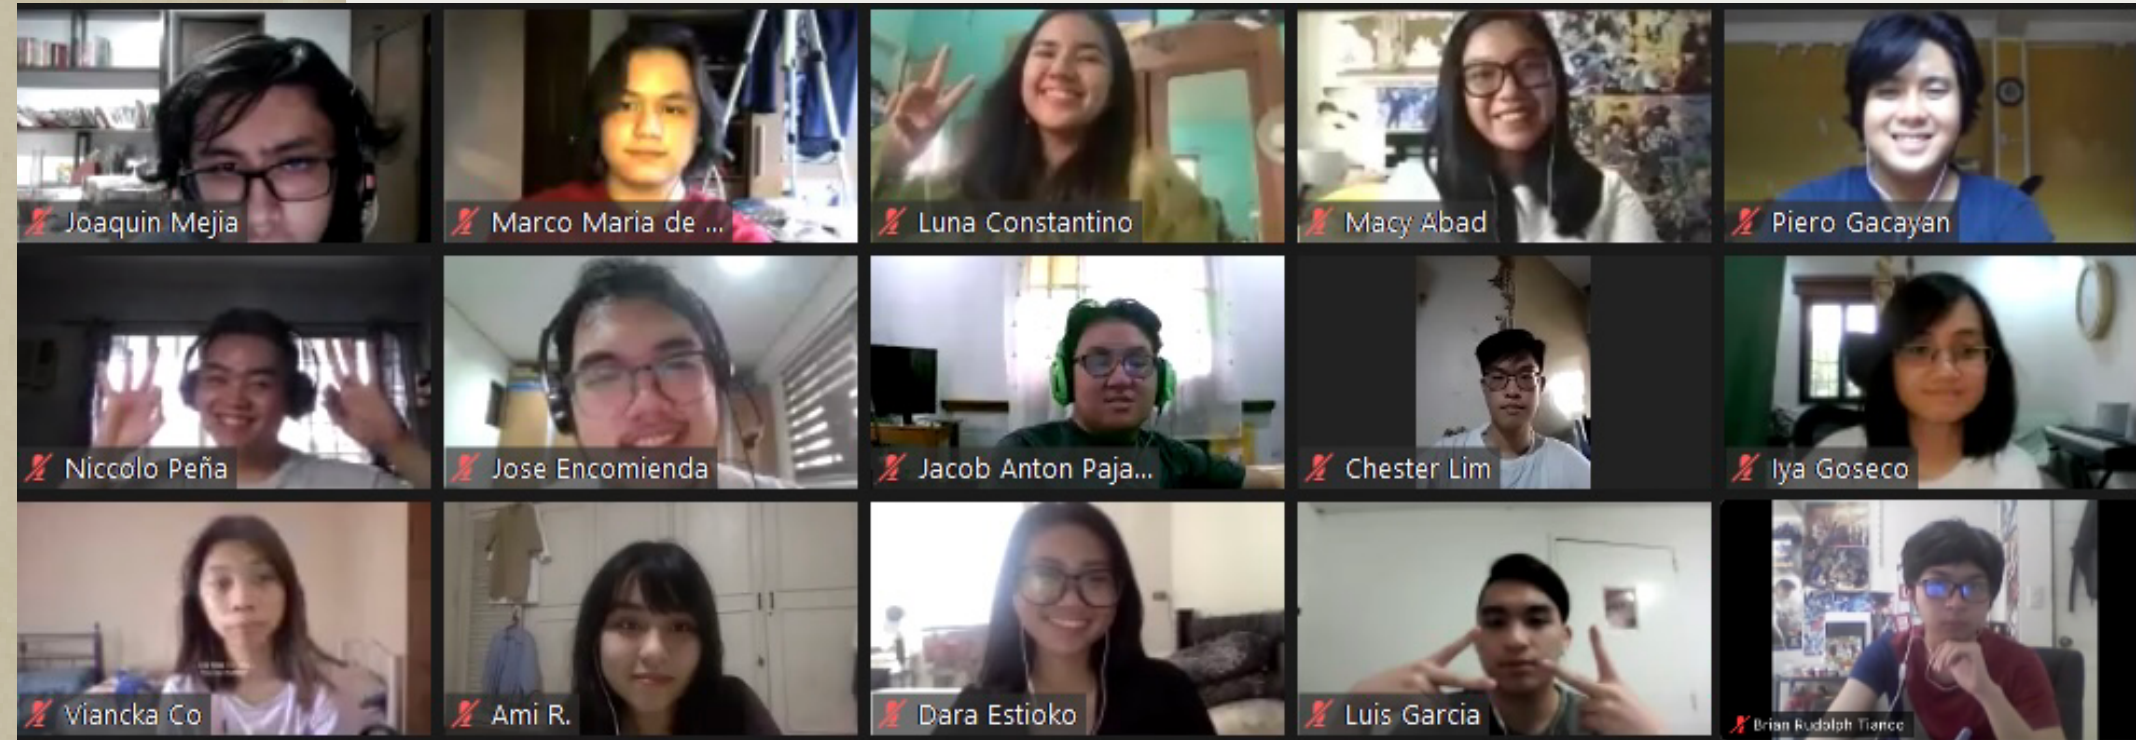 Joaquin Mejia
Marco Maria de ...
Luna Constantino
Macy Abad
Piero Gacayan
Niccolo Peña
Jose Encomienda
Jacob Anton Paja...
Chester Lim
Iya Goseco
Viancka Co
Ami R.
Dara Estioko
Luis Garcia
Brian Rudolph Tianco